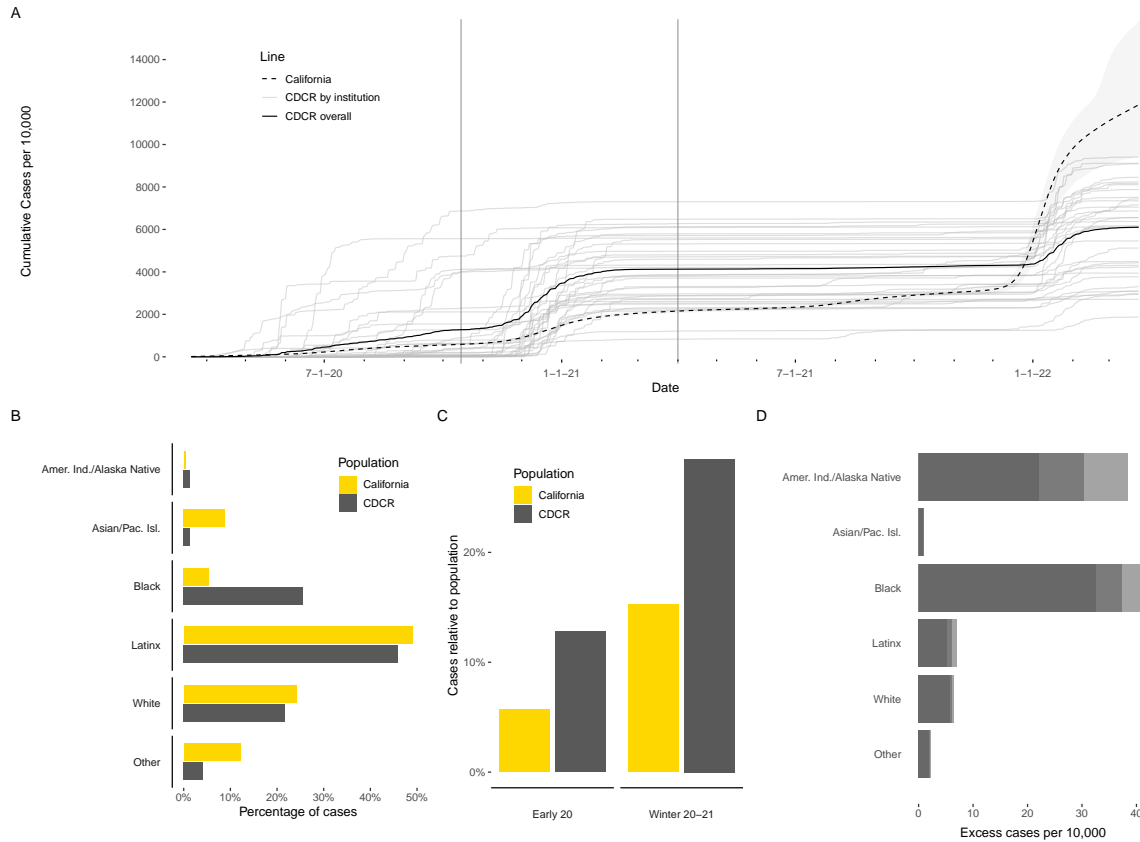 A
Cumulative Cases per 10,000
14000
12000
10000
8000
6000
4000
2000
0
Line
California
CDCR by institution
CDCR overall
7−1−20
1−1−21
7−1−21
1−1−22
Date
B
Amer. Ind./Alaska Native
Asian/Pac. Isl.
Black
Latinx
White
Other
Population
California
CDCR
0%
10%
20%
30%
40%
50%
Percentage of cases
C
Cases relative to population
Population
California
CDCR
20%
10%
0%
Early 20
Winter 20−21
D
Amer. Ind./Alaska Native
Asian/Pac. Isl.
Black
Latinx
White
Other
0
10
20
30
40
Excess cases per 10,000